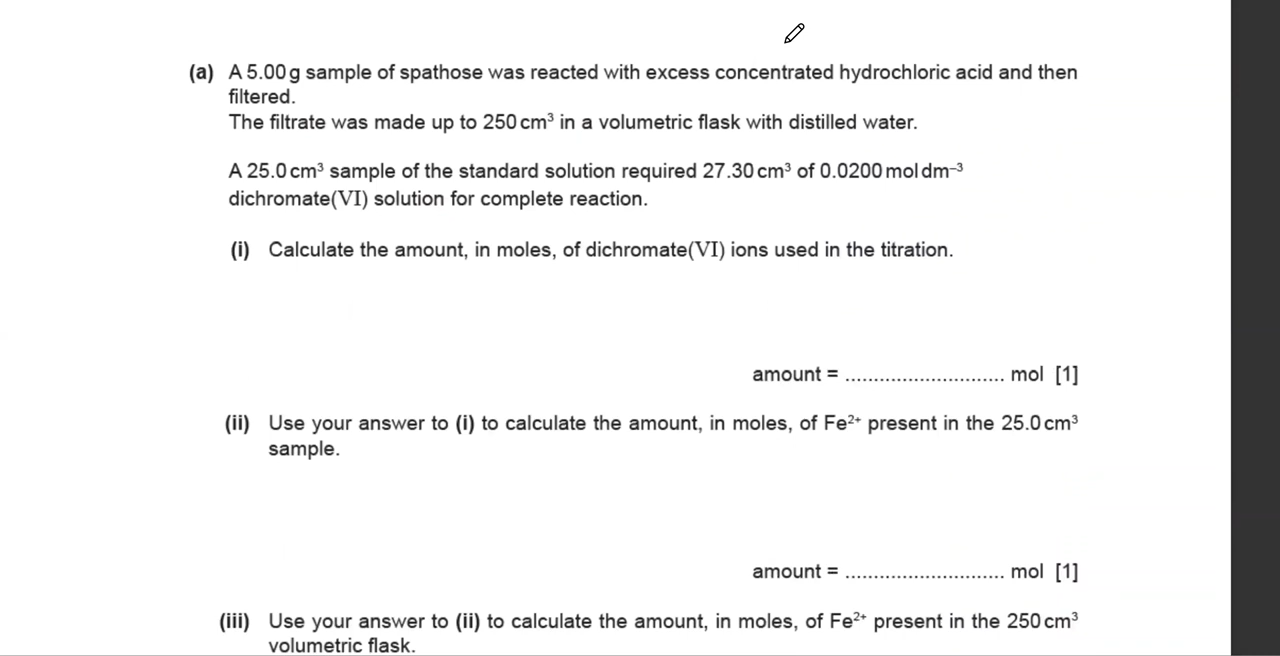 (a) A 5.00 g sample of spathose was reacted with excess concentrated hydrochloric acid and then
filtered.
The filtrate was made up to 250 cm³ in a volumetric flask with distilled water.
A 25.0 cm³ sample of the standard solution required 27.30 cm³ of 0.0200 mol dm⁻³
dichromate(VI) solution for complete reaction.
(i) Calculate the amount, in moles, of dichromate(VI) ions used in the titration.
amount = ............................ mol [1]
(ii) Use your answer to (i) to calculate the amount, in moles, of Fe²⁺ present in the 25.0 cm³
sample.
amount = ............................ mol [1]
(iii) Use your answer to (ii) to calculate the amount, in moles, of Fe²⁺ present in the 250 cm³
volumetric flask.